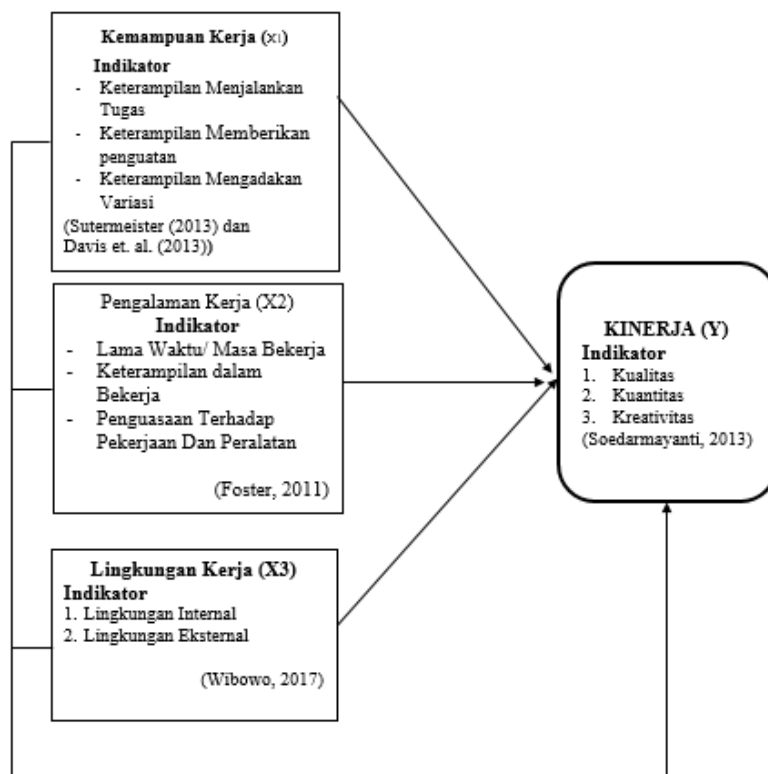 Kemampuan Kerja (x1)
Indikator
- Keterampilan Menjalankan
Tugas
- Keterampilan Memberikan
penguatan
- Keterampilan Mengadakan
Variasi
(Sutermeister (2013) dan
Davis et. al. (2013))
Pengalaman Kerja (X2)
Indikator
- Lama Waktu/ Masa Bekerja
- Keterampilan dalam
Bekerja
- Penguasaan Terhadap
Pekerjaan Dan Peralatan
(Foster, 2011)
Lingkungan Kerja (X3)
Indikator
1. Lingkungan Internal
2. Lingkungan Eksternal
(Wibowo, 2017)
KINERJA (Y)
Indikator
1. Kualitas
2. Kuantitas
3. Kreativitas
(Soedarmayanti, 2013)